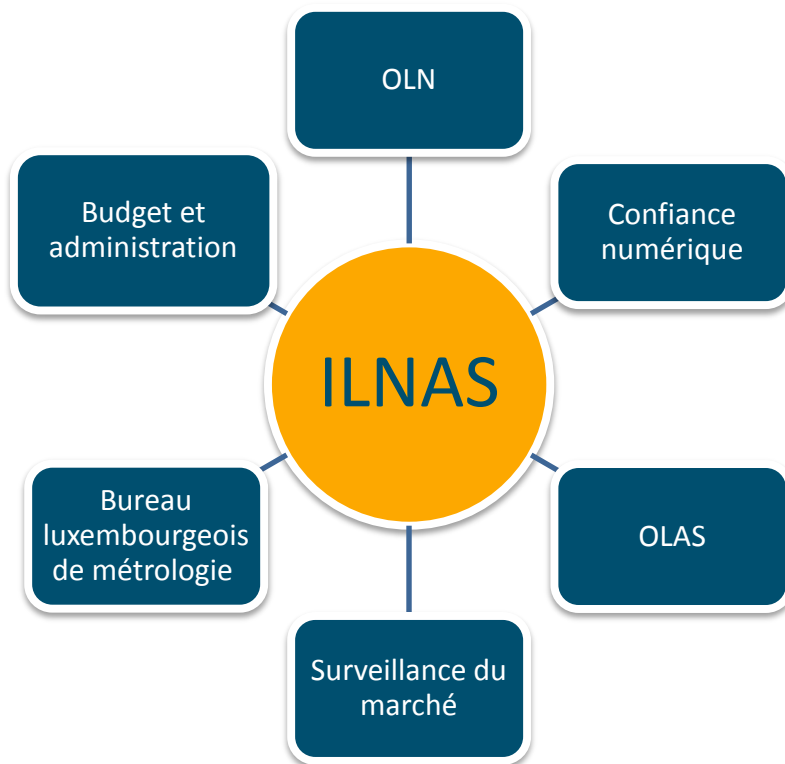 OLN
Budget et
administration
Confiance
numérique
ILNAS
Bureau
luxembourgeois
de métrologie
OLAS
Surveillance du
marché